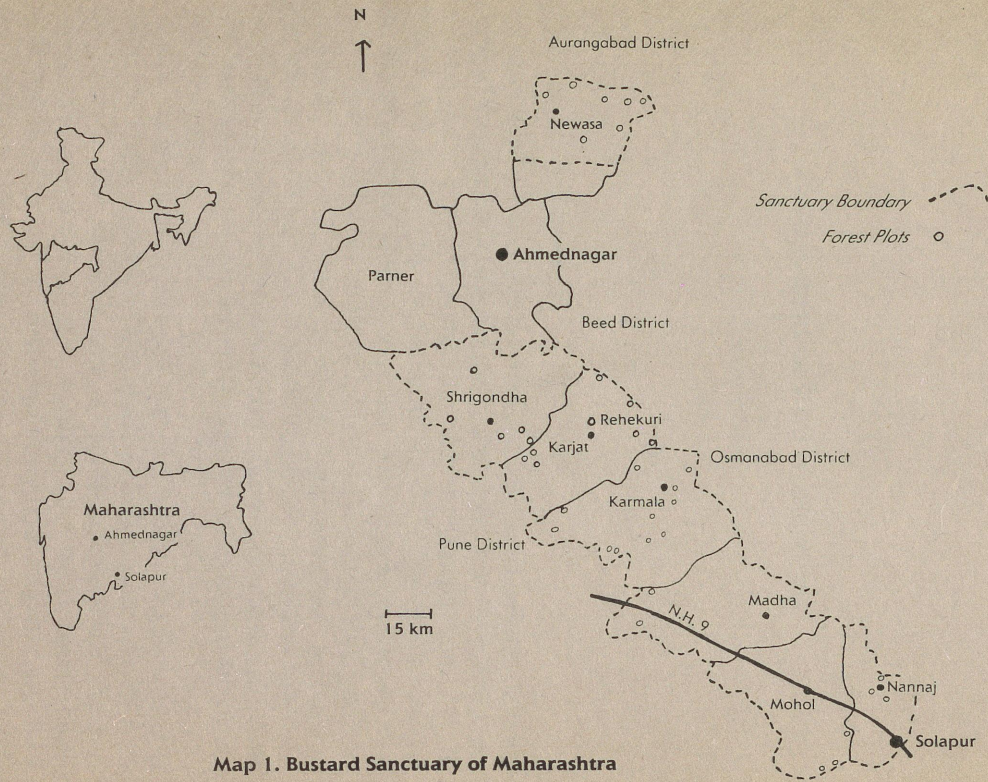 N
Aurangabad District
Newasa
Sanctuary Boundary
Forest Plots
Ahmednagar
Parner
Beed District
Shrigondha
Rehekuri
Karjat
Osmanabad District
Karmala
Maharashtra
Ahmednagar
Solapur
Pune District
15 km
Madha
N.H. 9
Nannaj
Mohol
Solapur
Map 1. Bustard Sanctuary of Maharashtra